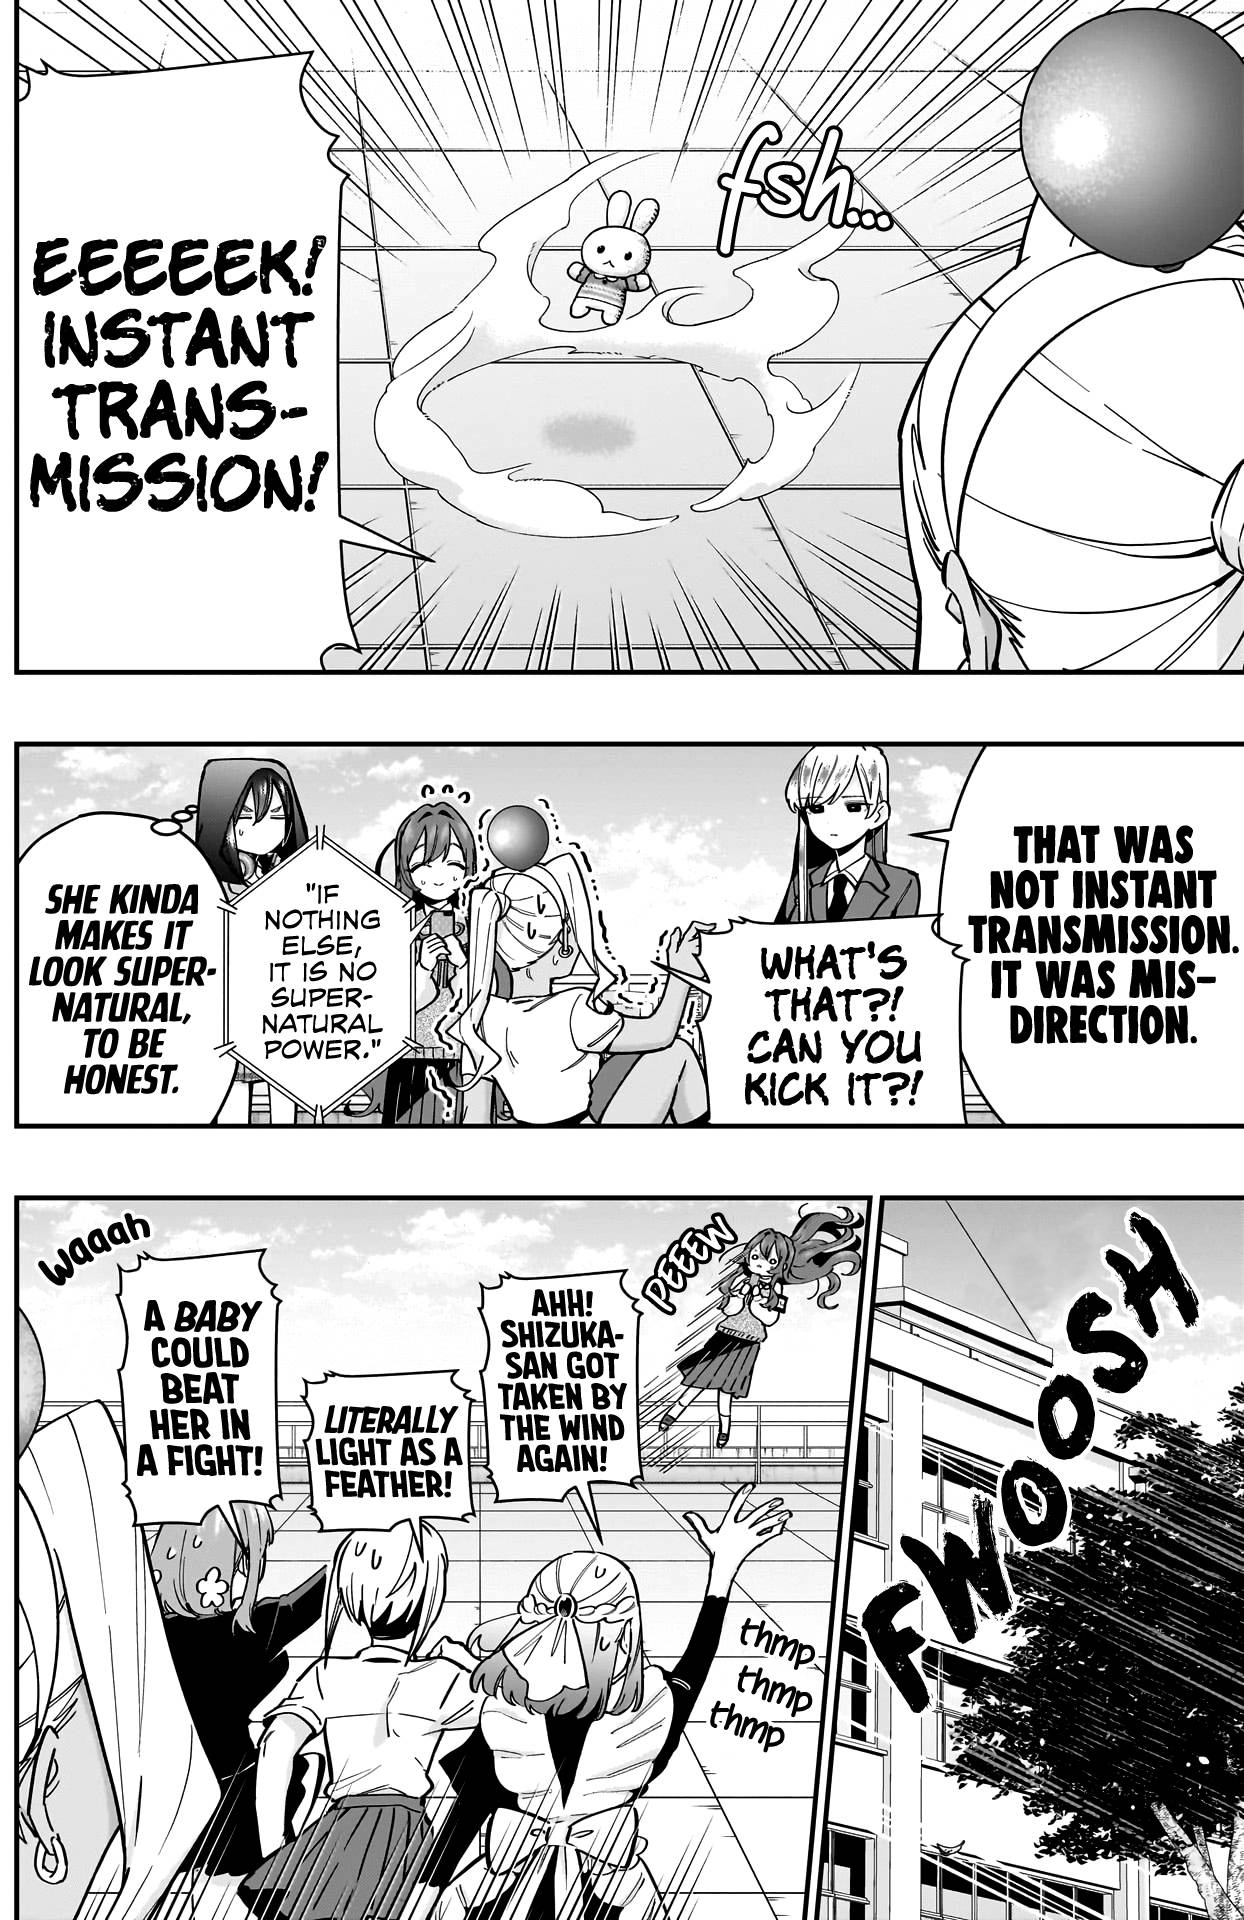 fsh...
EEEEEK!
INSTANT
TRANS-
MISSION!
THAT WAS
NOT INSTANT
TRANSMISSION.
IT WAS MIS-
DIRECTION.
WHAT'S
THAT?!
CAN YOU
KICK IT?!
"IF
NOTHING
ELSE,
IT IS NO
SUPER-
NATURAL
POWER."
SHE KINDA
MAKES IT
LOOK SUPER-
NATURAL,
TO BE
HONEST.
FWOOSH
PEEEW
AHH!
SHIZUKA-
SAN GOT
TAKEN BY
THE WIND
AGAIN!
LITERALLY
LIGHT AS A
FEATHER!
A BABY
COULD
BEAT
HER IN
A FIGHT!
waaah
thmp
thmp
thmp